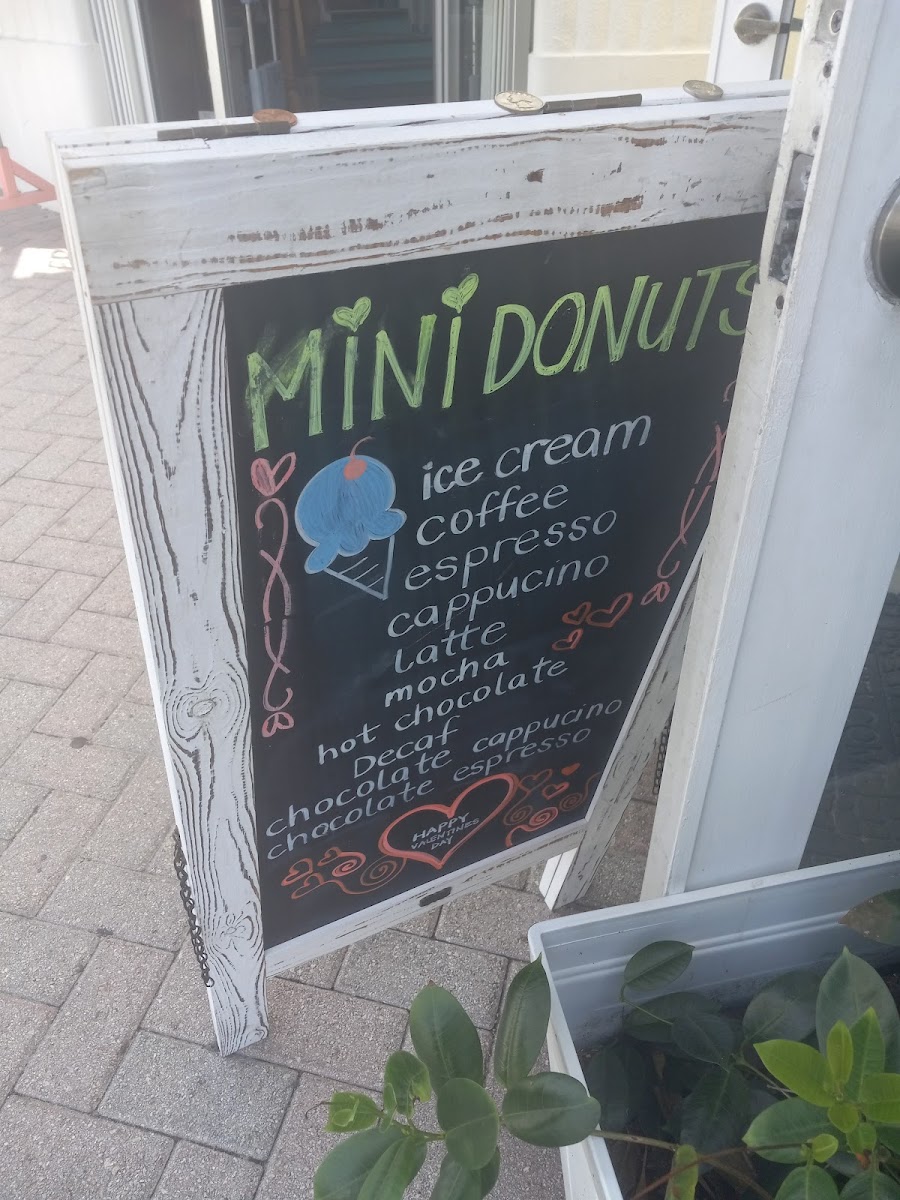 MiNi DONUTS
ice cream
coffee
espresso
cappucino
latte
mocha
hot chocolate
Decaf
chocolate cappucino
chocolate espresso
HAPPY
VALENTINES
DAY